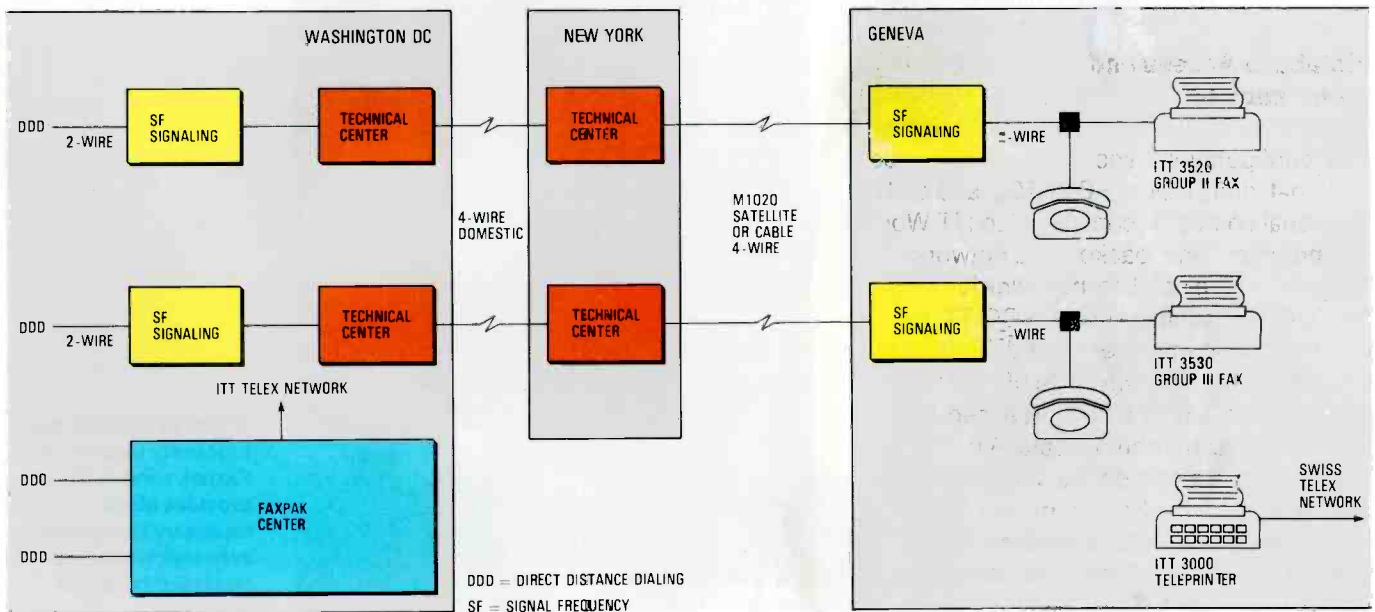 WASHINGTON DC
NEW YORK
GENEVA
DDD
2-WIRE
SF
SIGNALING
TECHNICAL
CENTER
TECHNICAL
CENTER
SF
SIGNALING
-WIRE
ITT 3520
GROUP II FAX
4-WIRE
DOMESTIC
M1020
SATELLITE
OR CABLE
4-WIRE
DDD
2-WIRE
SF
SIGNALING
TECHNICAL
CENTER
TECHNICAL
CENTER
SF
SIGNALING
-WIRE
ITT 3530
GROUP III FAX
ITT TELEX NETWORK
DDD
DDD
FAXPAK
CENTER
SWISS
TELEX
NETWORK
ITT 3000
TELEPRINTER
DDD = DIRECT DISTANCE DIALING
SF = SIGNAL FREQUENCY